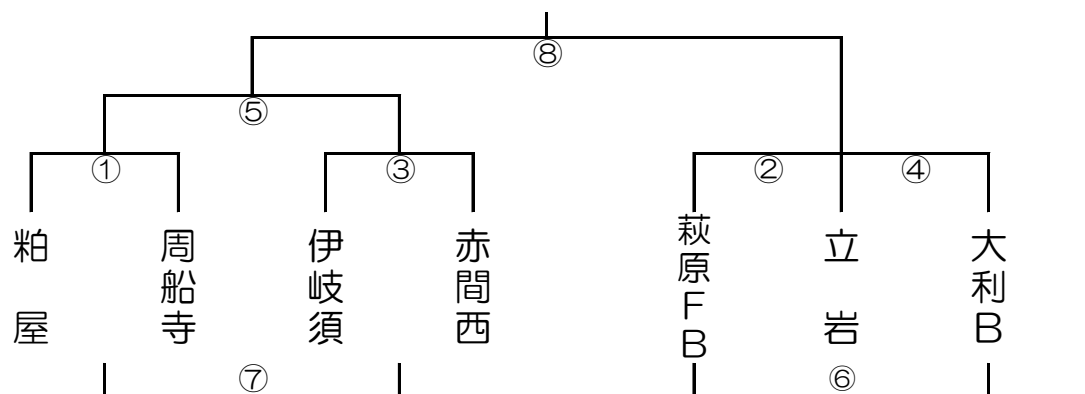 ⑧
⑤
① ③ ② ④
粕屋
周船寺
伊岐須
赤間西
萩原FB
立岩
大利B
⑦ ⑥